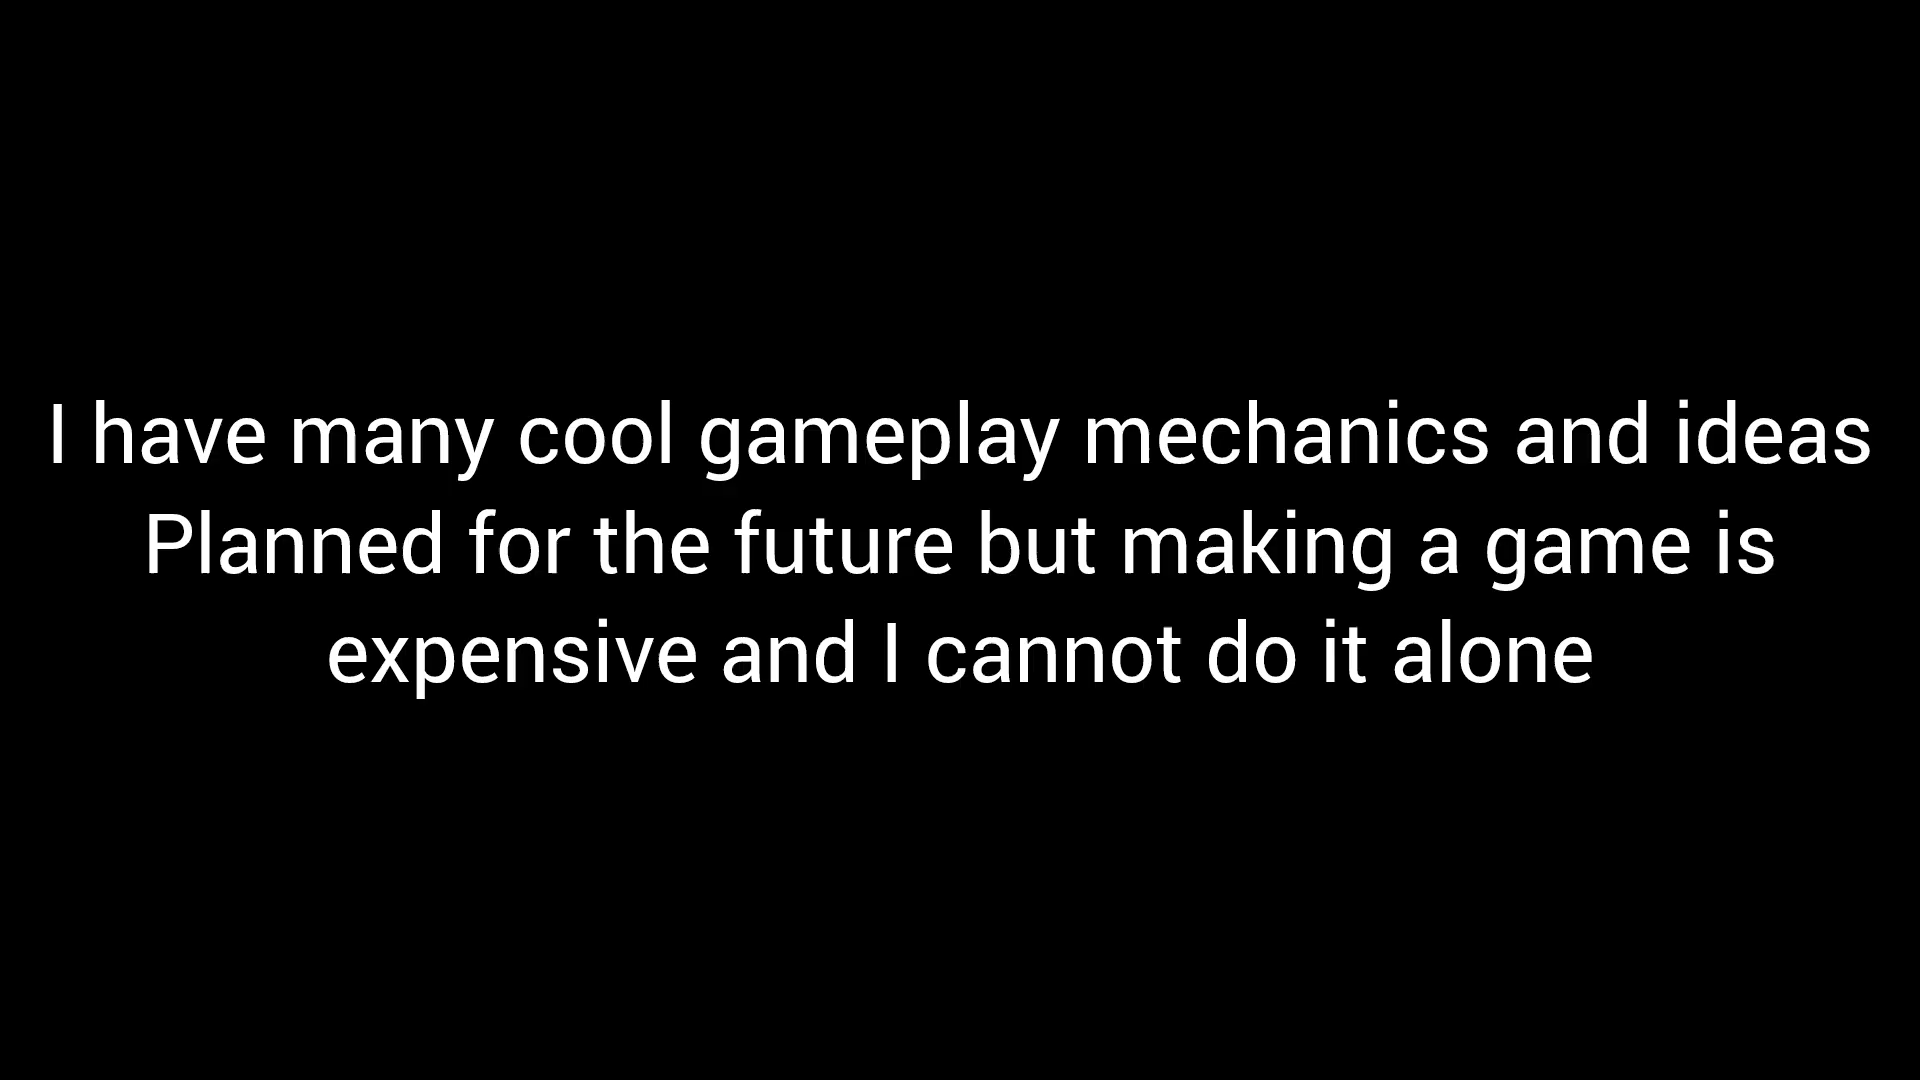 I have many cool gameplay mechanics and ideas
Planned for the future but making a game is
expensive and I cannot do it alone